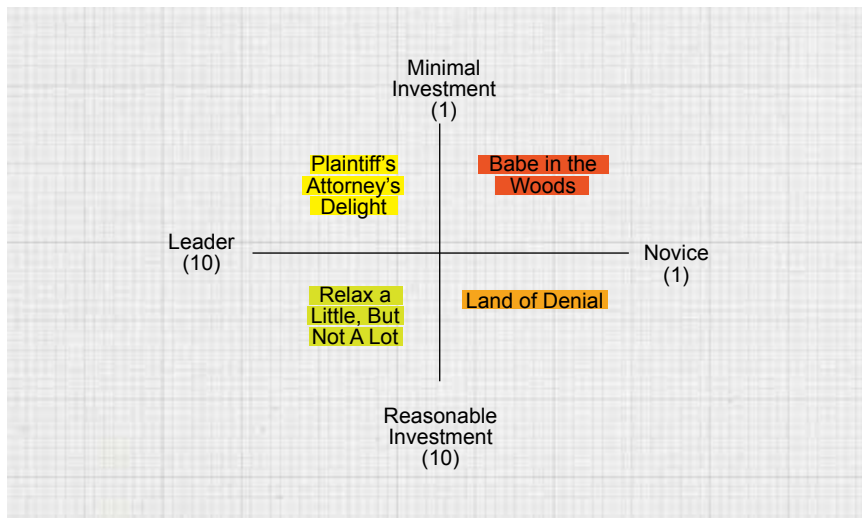 Minimal
Investment
(1)
Plaintiff's
Attorney's
Delight
Babe in the
Woods
Leader
(10)
Novice
(1)
Relax a
Little, But
Not A Lot
Land of Denial
Reasonable
Investment
(10)